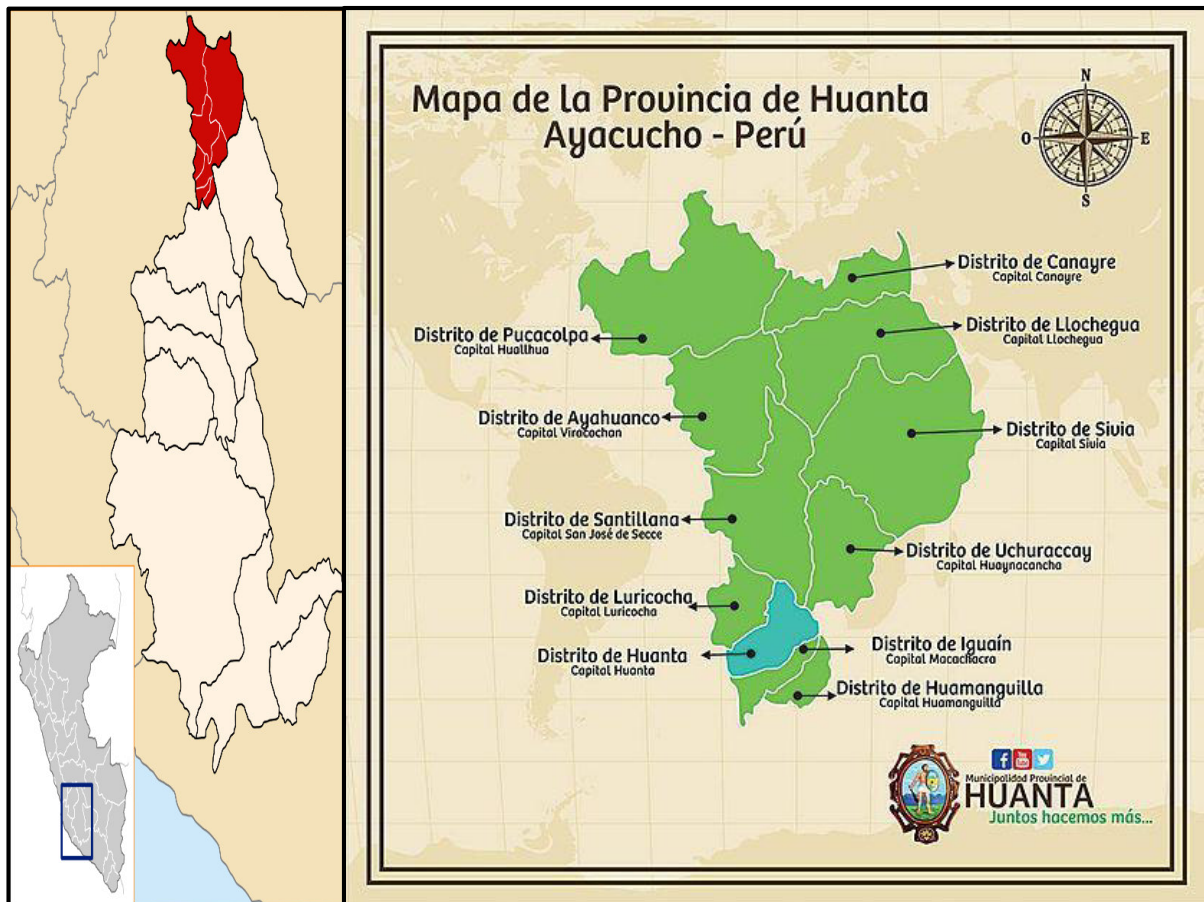 Mapa de la Provincia de Huanta
Ayacucho - Perú
N
O
E
S
Distrito de Canayre
Capital Canayre
Distrito de Llochegua
Capital Llochegua
Distrito de Pucacolpa
Capital Huallhua
Distrito de Ayahuanco
Capital Virocochan
Distrito de Sivia
Capital Sivia
Distrito de Santillana
Capital San José de Secce
Distrito de Uchuraccay
Capital Huaynacancha
Distrito de Luricocha
Capital Luricocha
Distrito de Huanta
Capital Huanta
Distrito de Iguaín
Capital Macachacra
Distrito de Huamanguilla
Capital Huamanguilla
f You Tube
Municipalidad Provincial de
HUANTA
Juntos hacemos más...